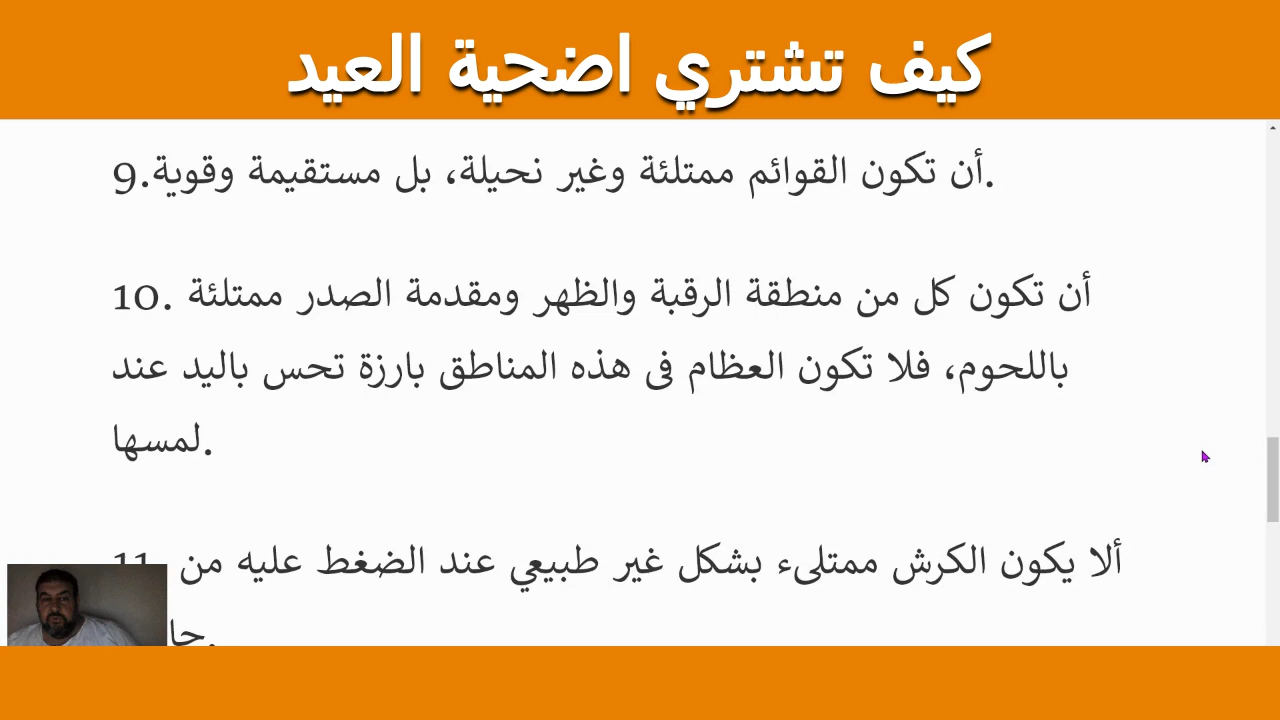 كيف تشتري اضحية العيد
9.أن تكون القوائم ممتلئة وغير نحيلة، بل مستقيمة وقوية.
10. أن تكون كل من منطقة الرقبة والظهر ومقدمة الصدر ممتلئة
باللحوم، فلا تكون العظام فى هذه المناطق بارزة تحس باليد عند
لمسها.
11. ألا يكون الكرش ممتلىء بشكل غير طبيعي عند الضغط عليه من